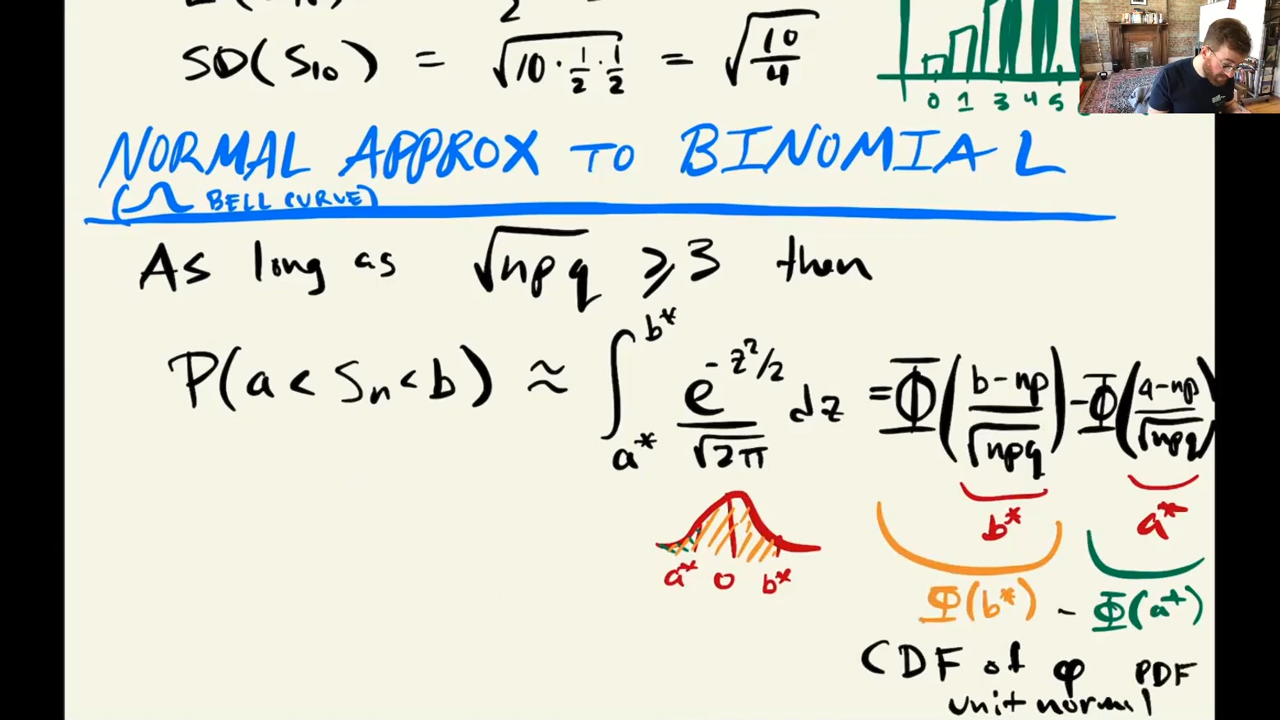 SD(S₁₀) = √(10·½·½) = √(10/4)
0 1 3 4 5
NORMAL APPROX TO BINOMIAL
( BELL CURVE)
As long as √npq ≥ 3 then
P(a < Sₙ < b) ≈ ∫_{a*}^{b*} e^{-z²/2}/√2π dz = Φ((b-np)/√npq) - Φ((a-np)/√npq)
b* a*
a* 0 b*
Φ(b*) - Φ(a*)
CDF of φ PDF
unit normal